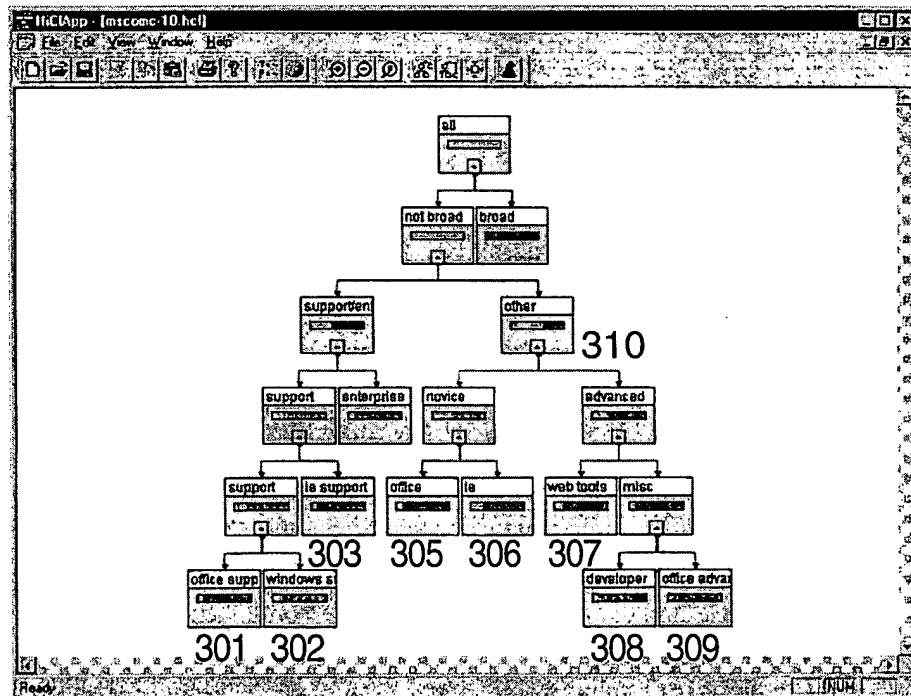 IfiClApp - [mscomc-10.hcl]
File Edit View Window Help
all
not broad broad
support/ent other
310
support enterprise novice advanced
support ie support office ie web tools misc
303 305 306 307
office supp windows s developer office adva
301 302 308 309
Ready NUM